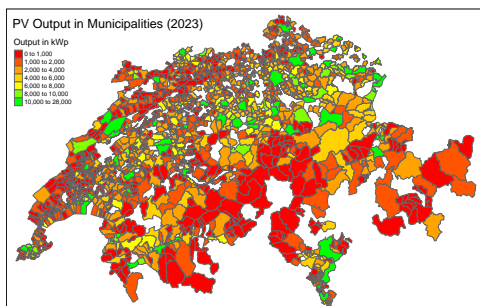 PV Output in Municipalities (2023)
Output in kWp
0 to 1,000
1,000 to 2,000
2,000 to 4,000
4,000 to 6,000
6,000 to 8,000
8,000 to 10,000
10,000 to 28,000